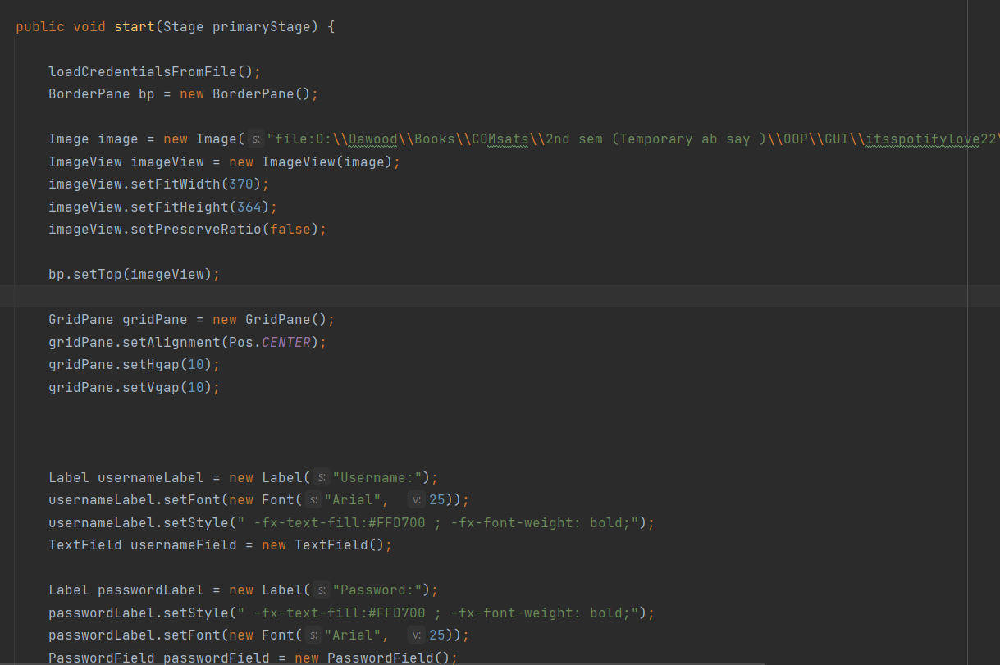 public void start(Stage primaryStage) {
loadCredentialsFromFile();
BorderPane bp = new BorderPane();
Image image = new Image( s: "file:D:\\Dawood\\Books\\COMsats\\2nd sem (Temporary ab say )\\OOP\\GUI\\itsspotifylove22\
ImageView imageView = new ImageView(image);
imageView.setFitWidth(370);
imageView.setFitHeight(364);
imageView.setPreserveRatio(false);
bp.setTop(imageView);
GridPane gridPane = new GridPane();
gridPane.setAlignment(Pos.CENTER);
gridPane.setHgap(10);
gridPane.setVgap(10);
Label usernameLabel = new Label( s: "Username:");
usernameLabel.setFont(new Font( s: "Arial", v: 25));
usernameLabel.setStyle(" -fx-text-fill:#FFD700 ; -fx-font-weight: bold;");
TextField usernameField = new TextField();
Label passwordLabel = new Label( s: "Password:");
passwordLabel.setStyle(" -fx-text-fill:#FFD700 ; -fx-font-weight: bold;");
passwordLabel.setFont(new Font( s: "Arial", v: 25));
PasswordField passwordField = new PasswordField();